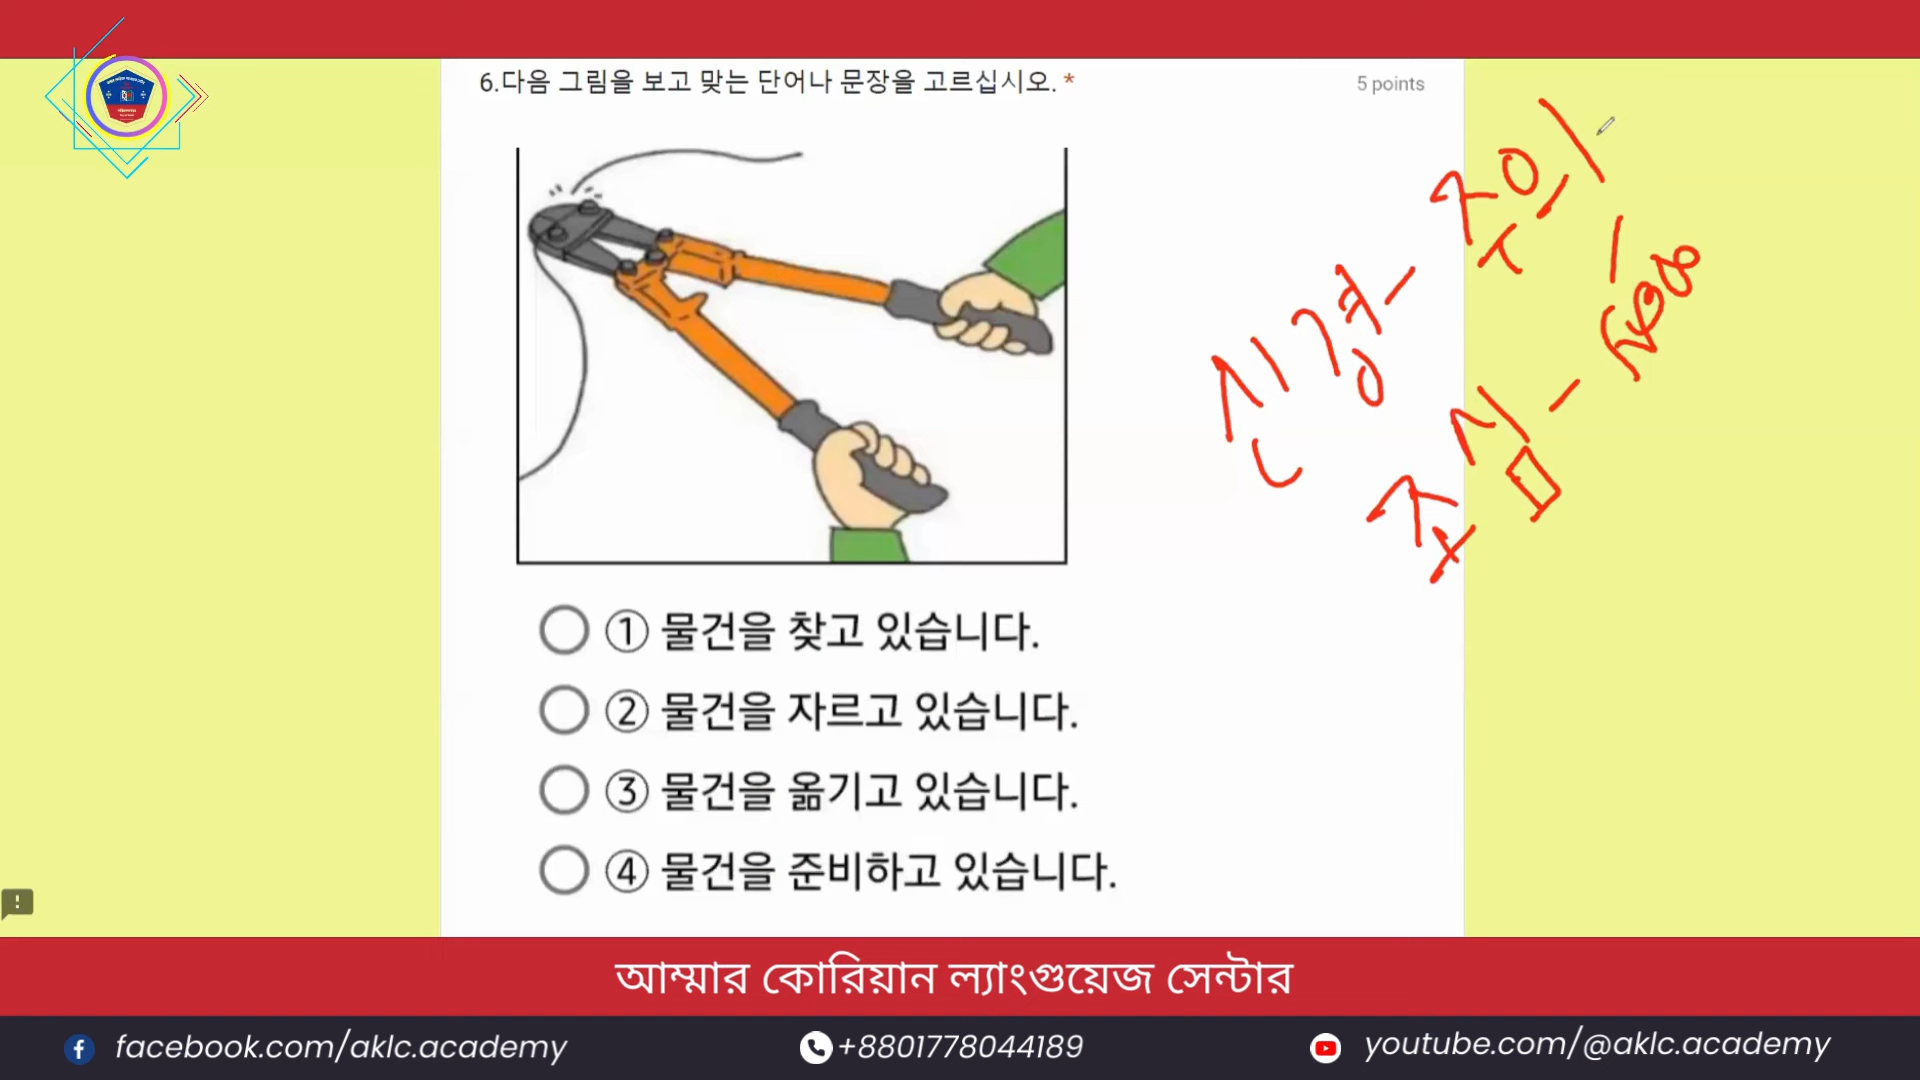 6.다음 그림을 보고 맞는 단어나 문장을 고르십시오. *
5 points
신경 - 주의
조심 -
① 물건을 찾고 있습니다.
② 물건을 자르고 있습니다.
③ 물건을 옮기고 있습니다.
④ 물건을 준비하고 있습니다.
আম্মার কোরিয়ান ল্যাংগুয়েজ সেন্টার
facebook.com/aklc.academy
+8801778044189
youtube.com/@aklc.academy